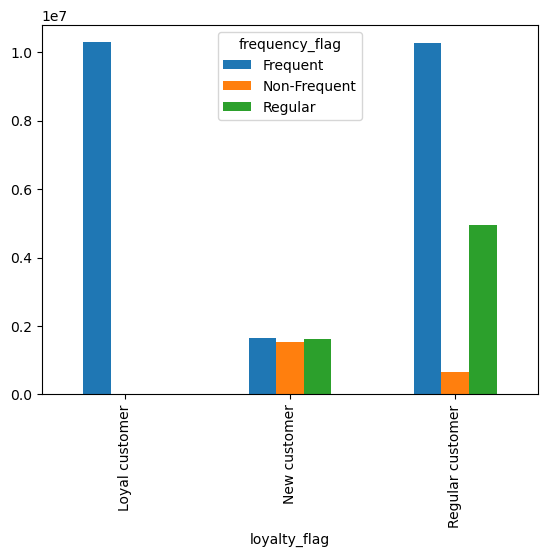 1e7
frequency_flag
Frequent
Non-Frequent
Regular
1.0
0.8
0.6
0.4
0.2
0.0
Loyal customer
New customer
Regular customer
loyalty_flag